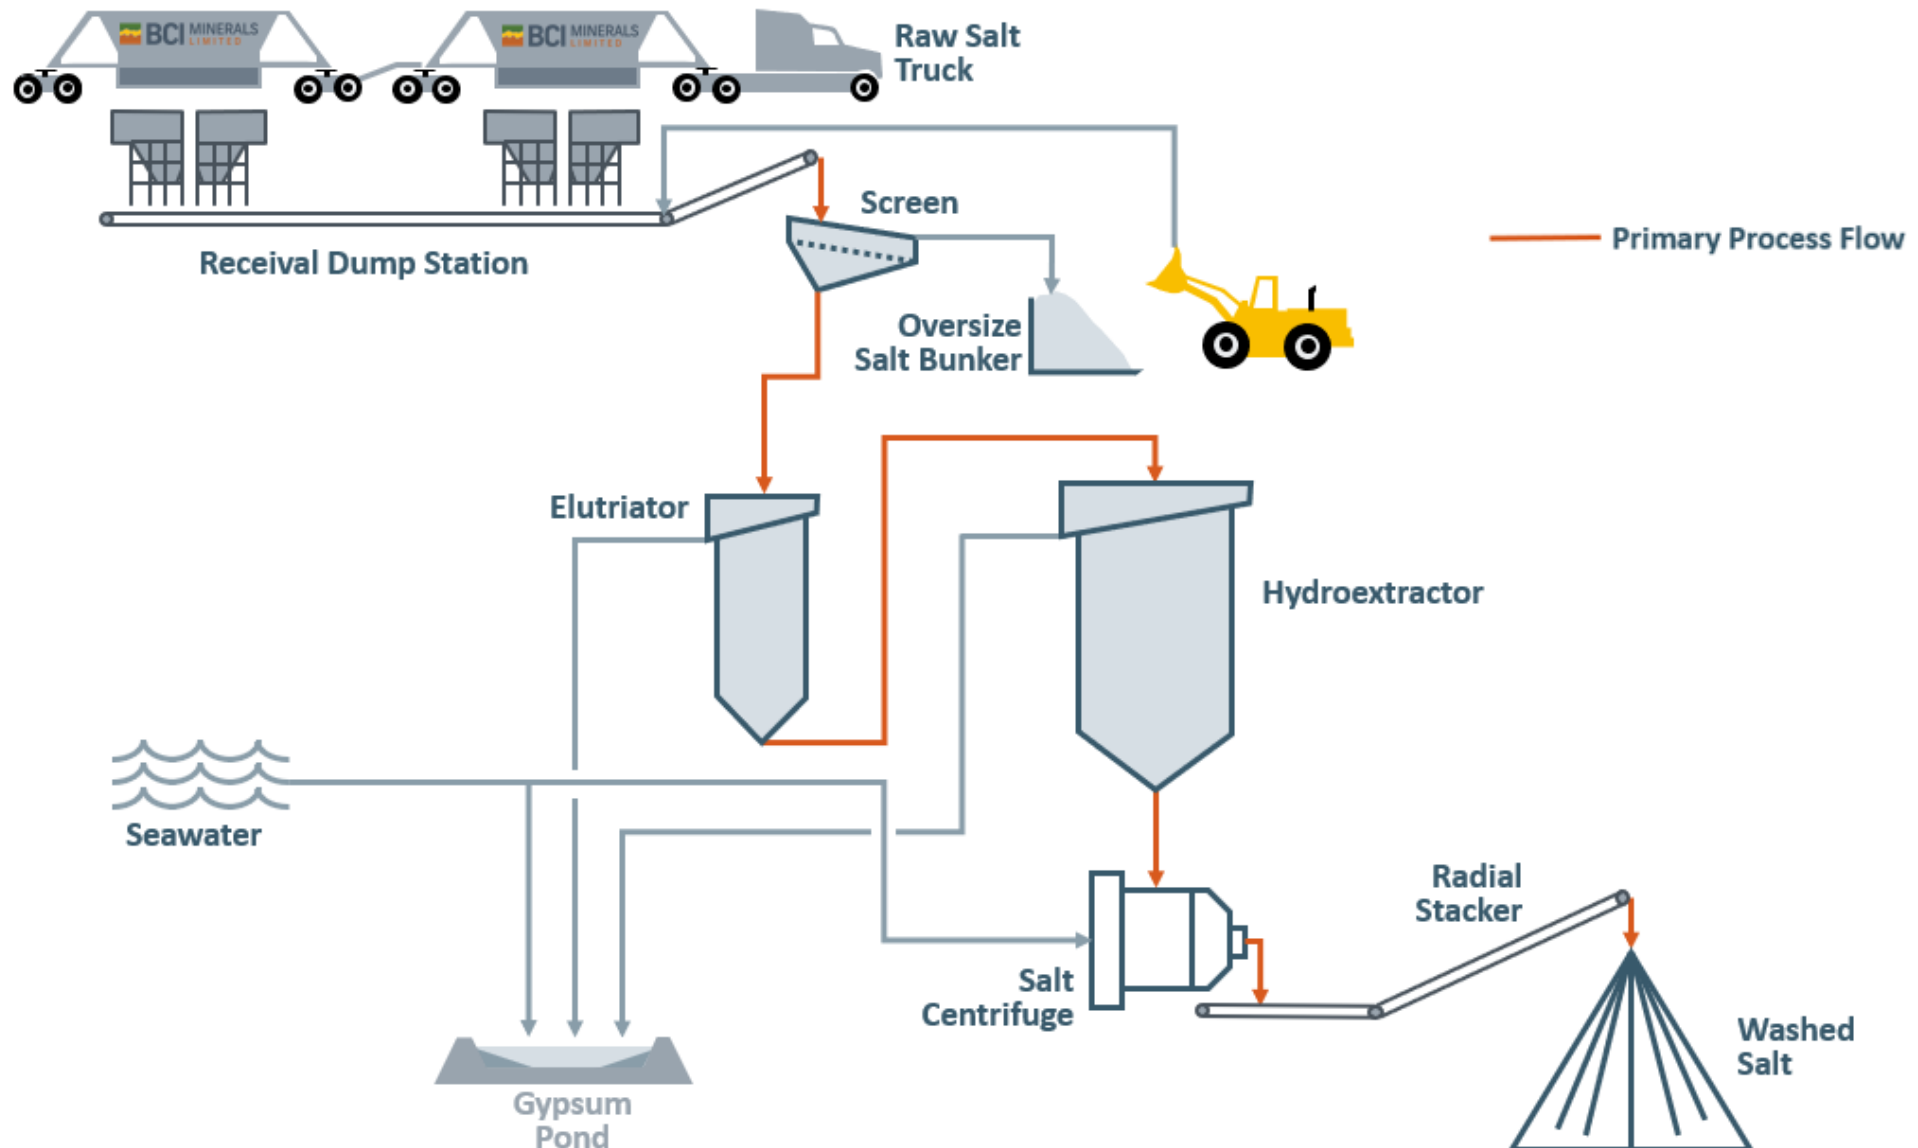 BCI MINERALS
LIMITED
BCI MINERALS
LIMITED
Raw Salt
Truck
Screen
Receival Dump Station
Primary Process Flow
Oversize
Salt Bunker
Elutriator
Hydroextractor
Seawater
Radial
Stacker
Salt
Centrifuge
Washed
Salt
Gypsum
Pond